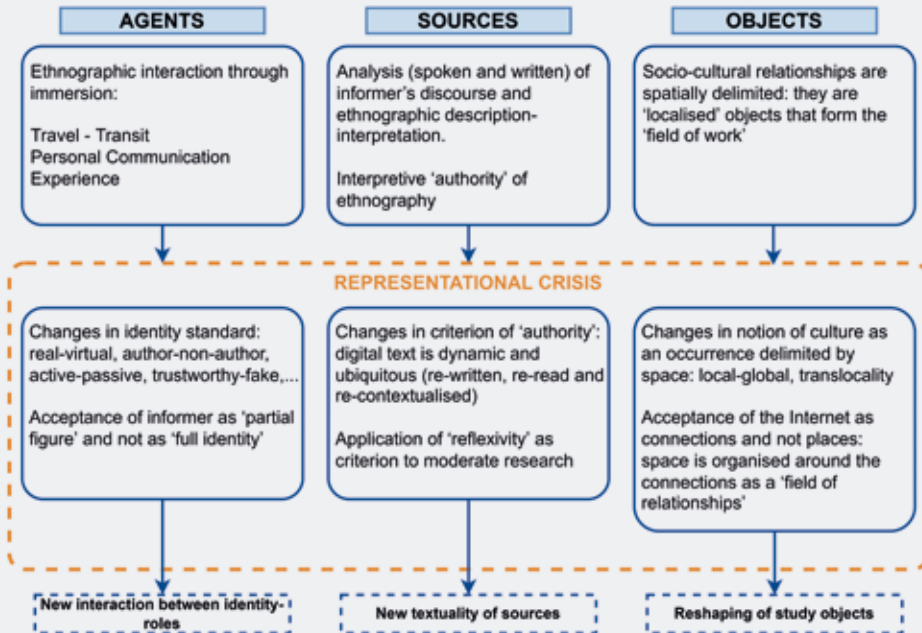 AGENTS
SOURCES
OBJECTS
Ethnographic interaction through
immersion:
Travel - Transit
Personal Communication
Experience
Analysis (spoken and written) of
informer's discourse and
ethnographic description-
interpretation.
Interpretive 'authority' of
ethnography
Socio-cultural relationships are
spatially delimited: they are
'localised' objects that form the
'field of work'
REPRESENTATIONAL CRISIS
Changes in identity standard:
real-virtual, author-non-author,
active-passive, trustworthy-fake,...
Acceptance of informer as 'partial
figure' and not as 'full identity'
Changes in criterion of 'authority':
digital text is dynamic and
ubiquitous (re-written, re-read and
re-contextualised)
Application of 'reflexivity' as
criterion to moderate research
Changes in notion of culture as
an occurrence delimited by
space: local-global, translocality
Acceptance of the Internet as
connections and not places:
space is organised around the
connections as a 'field of
relationships'
New interaction between identity-
roles
New textuality of sources
Reshaping of study objects